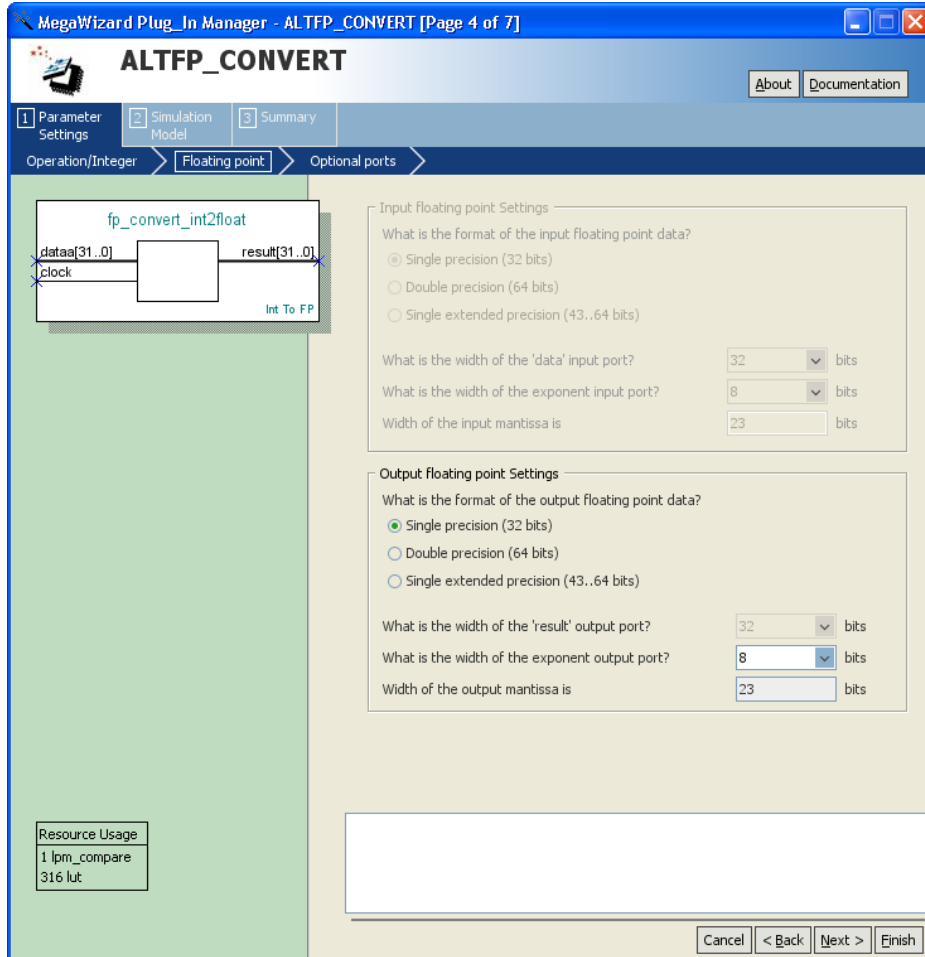 MegaWizard Plug_In Manager - ALTFP_CONVERT [Page 4 of 7]
ALTFP_CONVERT
About Documentation
1 Parameter Settings
2 Simulation Model
3 Summary
Operation/Integer Floating point Optional ports
fp_convert_int2float
dataa[31..0] result[31..0]
clock
Int To FP
Input floating point Settings
What is the format of the input floating point data?
Single precision (32 bits)
Double precision (64 bits)
Single extended precision (43..64 bits)
What is the width of the 'data' input port? 32 bits
What is the width of the exponent input port? 8 bits
Width of the input mantissa is 23 bits
Output floating point Settings
What is the format of the output floating point data?
Single precision (32 bits)
Double precision (64 bits)
Single extended precision (43..64 bits)
What is the width of the 'result' output port? 32 bits
What is the width of the exponent output port? 8 bits
Width of the output mantissa is 23 bits
Resource Usage
1 lpm_compare
316 lut
Cancel < Back Next > Finish